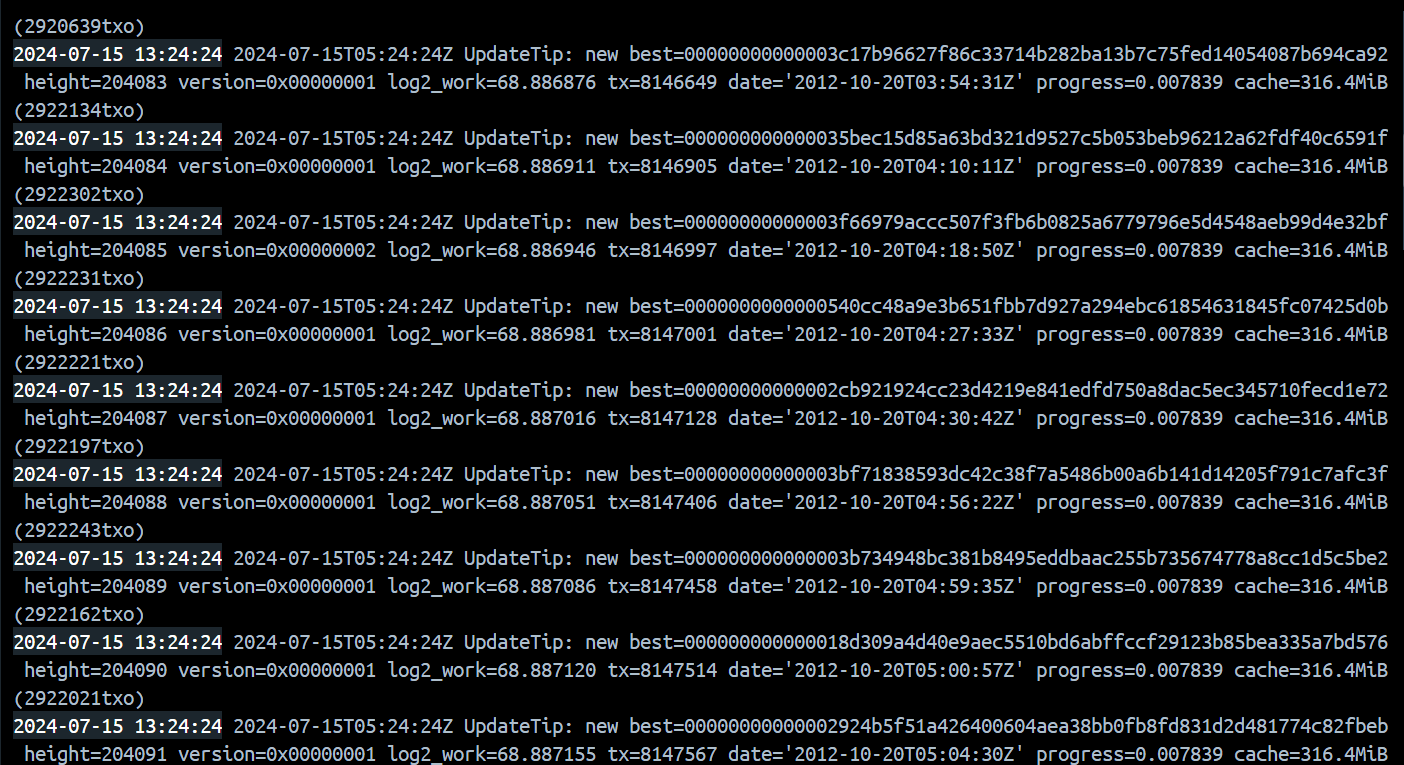 (2920639txo)
2024-07-15 13:24:24 2024-07-15T05:24:24Z UpdateTip: new best=00000000000003c17b96627f86c33714b282ba13b7c75fed14054087b694ca92
height=204083 version=0x00000001 log2_work=68.886876 tx=8146649 date='2012-10-20T03:54:31Z' progress=0.007839 cache=316.4MiB
(2922134txo)
2024-07-15 13:24:24 2024-07-15T05:24:24Z UpdateTip: new best=000000000000035bec15d85a63bd321d9527c5b053beb96212a62fdf40c6591f
height=204084 version=0x00000001 log2_work=68.886911 tx=8146905 date='2012-10-20T04:10:11Z' progress=0.007839 cache=316.4MiB
(2922302txo)
2024-07-15 13:24:24 2024-07-15T05:24:24Z UpdateTip: new best=00000000000003f66979accc507f3fb6b0825a6779796e5d4548aeb99d4e32bf
height=204085 version=0x00000002 log2_work=68.886946 tx=8146997 date='2012-10-20T04:18:50Z' progress=0.007839 cache=316.4MiB
(2922231txo)
2024-07-15 13:24:24 2024-07-15T05:24:24Z UpdateTip: new best=0000000000000540cc48a9e3b651fbb7d927a294ebc61854631845fc07425d0b
height=204086 version=0x00000001 log2_work=68.886981 tx=8147001 date='2012-10-20T04:27:33Z' progress=0.007839 cache=316.4MiB
(2922221txo)
2024-07-15 13:24:24 2024-07-15T05:24:24Z UpdateTip: new best=00000000000002cb921924cc23d4219e841edfd750a8dac5ec345710fecd1e72
height=204087 version=0x00000001 log2_work=68.887016 tx=8147128 date='2012-10-20T04:30:42Z' progress=0.007839 cache=316.4MiB
(2922197txo)
2024-07-15 13:24:24 2024-07-15T05:24:24Z UpdateTip: new best=00000000000003bf71838593dc42c38f7a5486b00a6b141d14205f791c7afc3f
height=204088 version=0x00000001 log2_work=68.887051 tx=8147406 date='2012-10-20T04:56:22Z' progress=0.007839 cache=316.4MiB
(2922243txo)
2024-07-15 13:24:24 2024-07-15T05:24:24Z UpdateTip: new best=000000000000003b734948bc381b8495eddbaac255b735674778a8cc1d5c5be2
height=204089 version=0x00000001 log2_work=68.887086 tx=8147458 date='2012-10-20T04:59:35Z' progress=0.007839 cache=316.4MiB
(2922162txo)
2024-07-15 13:24:24 2024-07-15T05:24:24Z UpdateTip: new best=000000000000018d309a4d40e9aec5510bd6abffccf29123b85bea335a7bd576
height=204090 version=0x00000001 log2_work=68.887120 tx=8147514 date='2012-10-20T05:00:57Z' progress=0.007839 cache=316.4MiB
(2922021txo)
2024-07-15 13:24:24 2024-07-15T05:24:24Z UpdateTip: new best=00000000000002924b5f51a426400604aea38bb0fb8fd831d2d481774c82fbeb
height=204091 version=0x00000001 log2_work=68.887155 tx=8147567 date='2012-10-20T05:04:30Z' progress=0.007839 cache=316.4MiB